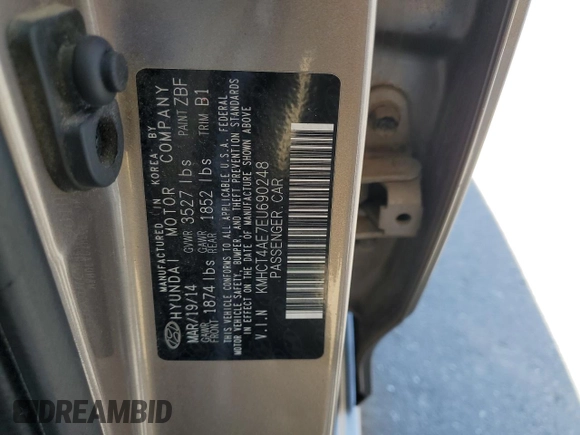 MANUFACTURED IN KOREA BY
HYUNDAI MOTOR COMPANY
MAR/19/14 GVWR 3527 lbs PAINT ZBF
GAWR FRONT 1874 lbs GAWR REAR 1852 lbs TRIM B1
THIS VEHICLE CONFORMS TO ALL APPLICABLE U.S.A. FEDERAL
MOTOR VEHICLE SAFETY, BUMPER, AND THEFT PREVENTION STANDARDS
IN EFFECT ON THE DATE OF MANUFACTURE SHOWN ABOVE
V.I.N KMHCT4AE7EU690248
PASSENGER CAR
DREAMBID